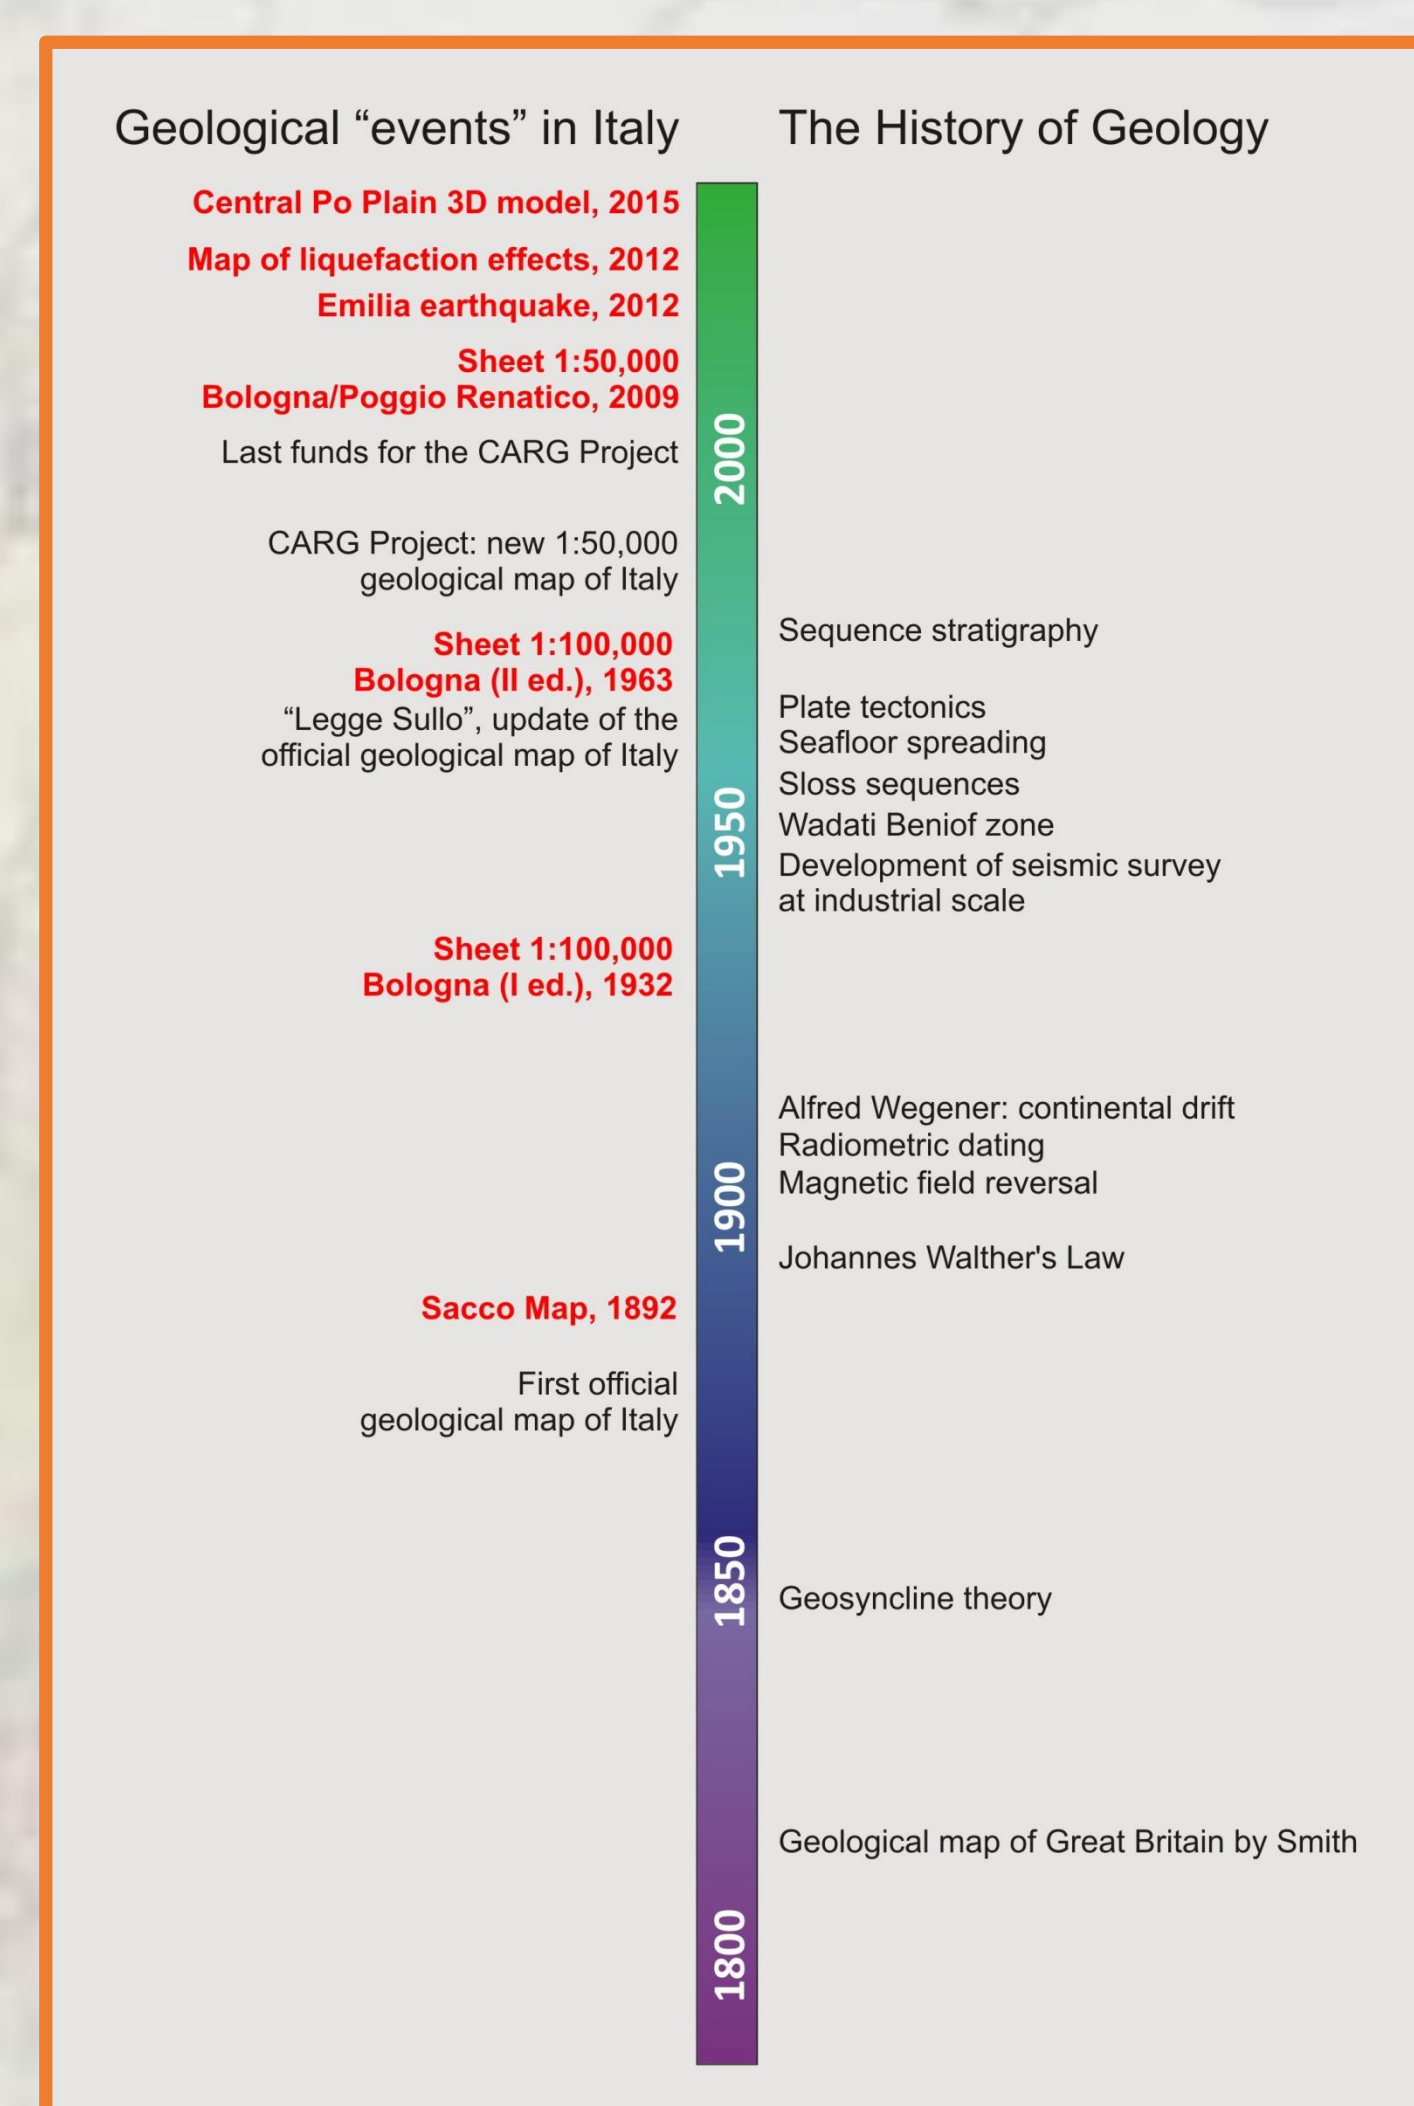 Geological “events” in Italy
Central Po Plain 3D model, 2015
Map of liquefaction effects, 2012
Emilia earthquake, 2012
Sheet 1:50,000
Bologna/Poggio Renatico, 2009
Last funds for the CARG Project
CARG Project: new 1:50,000
geological map of Italy
Sheet 1:100,000
Bologna (II ed.), 1963
“Legge Sullo”, update of the
official geological map of Italy
Sheet 1:100,000
Bologna (I ed.), 1932
Sacco Map, 1892
First official
geological map of Italy
2000
1950
1900
1850
1800
The History of Geology
Sequence stratigraphy
Plate tectonics
Seafloor spreading
Sloss sequences
Wadati Beniof zone
Development of seismic survey
at industrial scale
Alfred Wegener: continental drift
Radiometric dating
Magnetic field reversal
Johannes Walther's Law
Geosyncline theory
Geological map of Great Britain by Smith